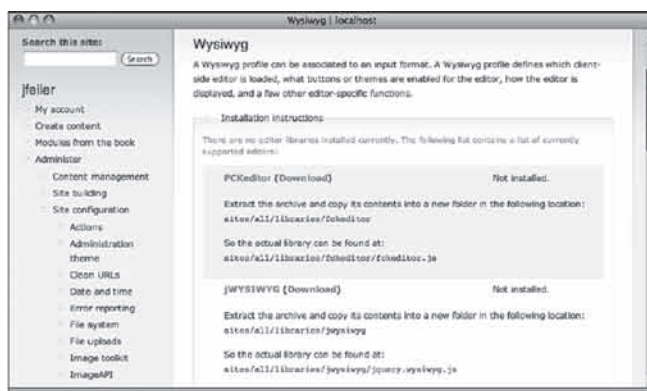 Wysiwyg | localhost
Search this site:
Search
jfeiler
My account
Create content
Modules from the book
Administer
Content management
Site building
Site configuration
Actions
Administration
theme
Clean URLs
Date and time
Error reporting
File system
File uploads
Image toolkit
ImageAPI
Wysiwyg
A Wysiwyg profile can be associated to an input format. A Wysiwyg profile defines which client-
side editor is loaded, what buttons or themes are enabled for the editor, how the editor is
displayed, and a few other editor-specific functions.
Installation instructions
There are no editor libraries installed currently. The following list contains a list of currently
supported editors:
FCKeditor (Download)
Not installed.
Extract the archive and copy its contents into a new folder in the following location:
sites/all/libraries/fckeditor
So the actual library can be found at:
sites/all/libraries/fckeditor/fckeditor.js
jWYSIWYG (Download)
Not installed.
Extract the archive and copy its contents into a new folder in the following location:
sites/all/libraries/jwysiwyg
So the actual library can be found at:
sites/all/libraries/jwysiwyg/jquery.wysiwyg.js